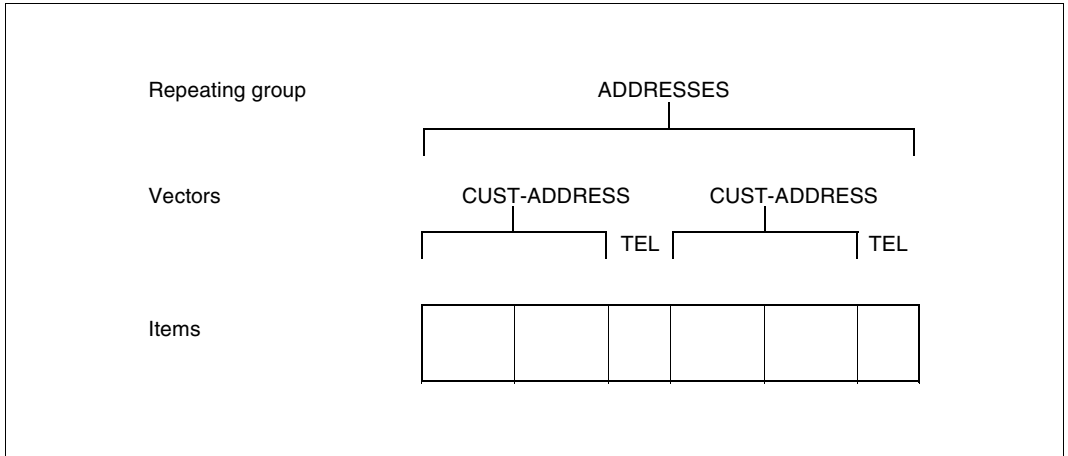 Repeating group ADDRESSES
Vectors CUST-ADDRESS CUST-ADDRESS
TEL TEL
Items